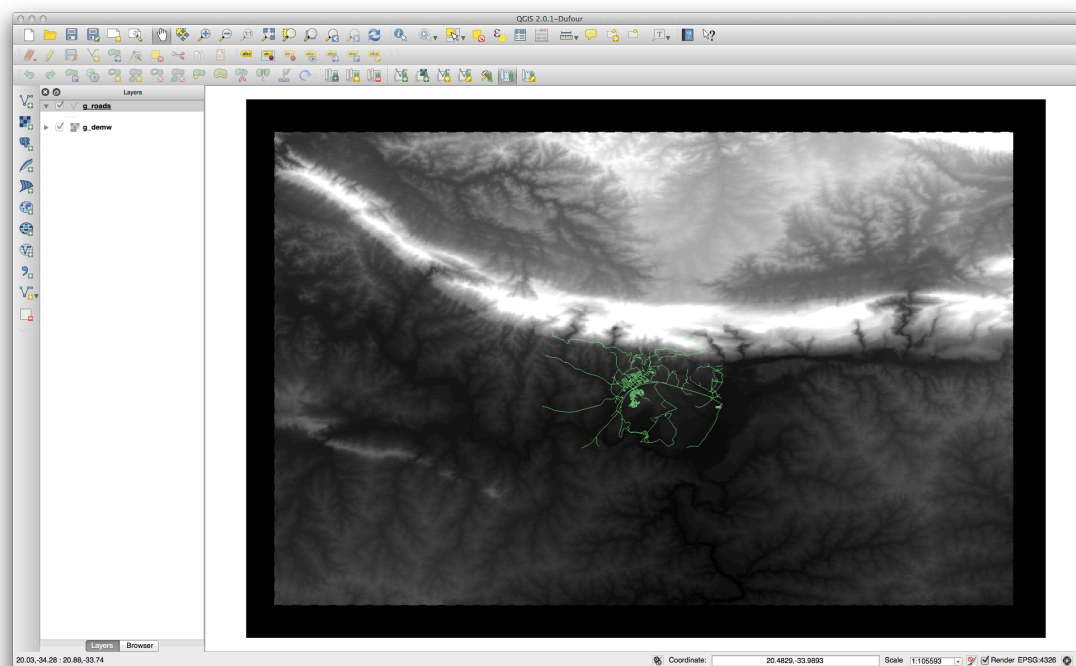 QGIS 2.0.1-Dufour
Layers
g_roads
g_demw
Layers Browser
20.03,-34.28 : 20.88,-33.74 Coordinate: 20.4829,-33.9893 Scale 1:105593 Render EPSG:4326